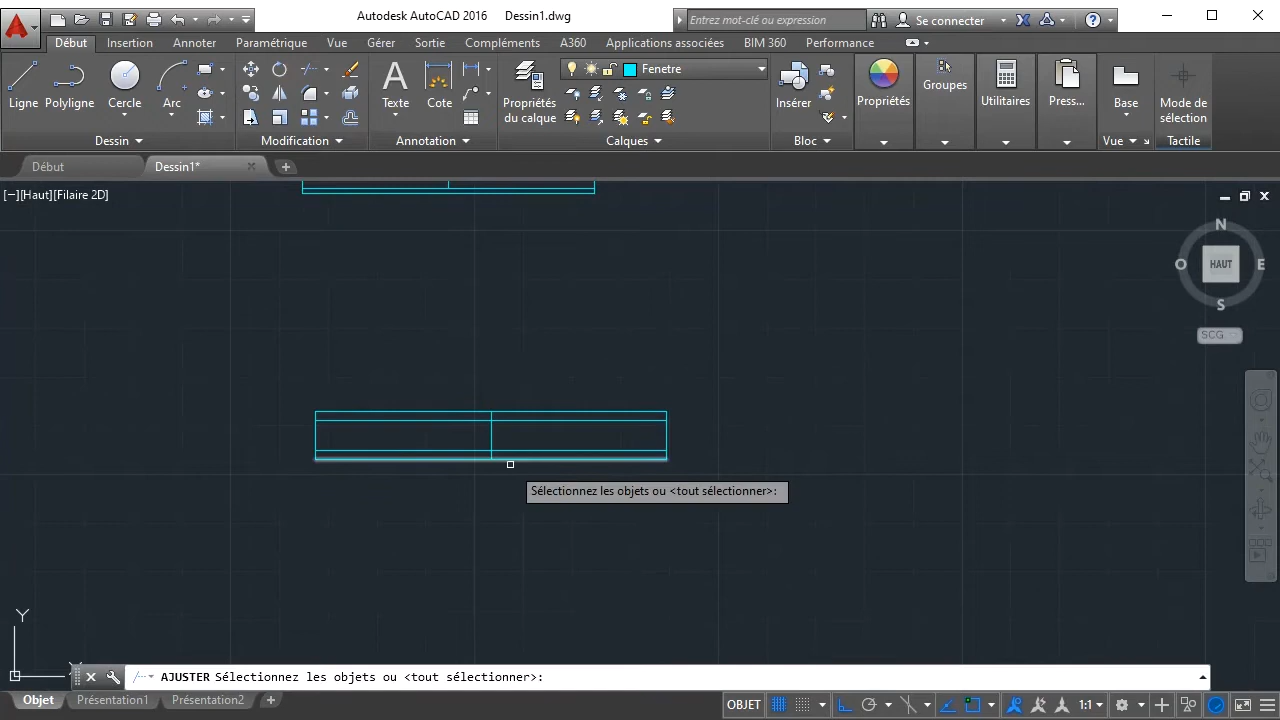 Autodesk AutoCAD 2016 Dessin1.dwg
Entrez mot-clé ou expression
Se connecter
Début Insertion Annoter Paramétrique Vue Gérer Sortie Compléments A360 Applications associées BIM 360 Performance
Fenetre
Ligne Polyligne Cercle Arc
Texte Cote
Propriétés du calque
Insérer
Propriétés
Groupes
Utilitaires
Press...
Base
Mode de sélection
Dessin Modification Annotation Calques Bloc Vue Tactile
Début Dessin1*
[−][Haut][Filaire 2D]
N
O HAUT E
S
SCG
Sélectionnez les objets ou <tout sélectionner>:
Y
AJUSTER Sélectionnez les objets ou <tout sélectionner>:
Objet Présentation1 Présentation2 +
OBJET 1:1